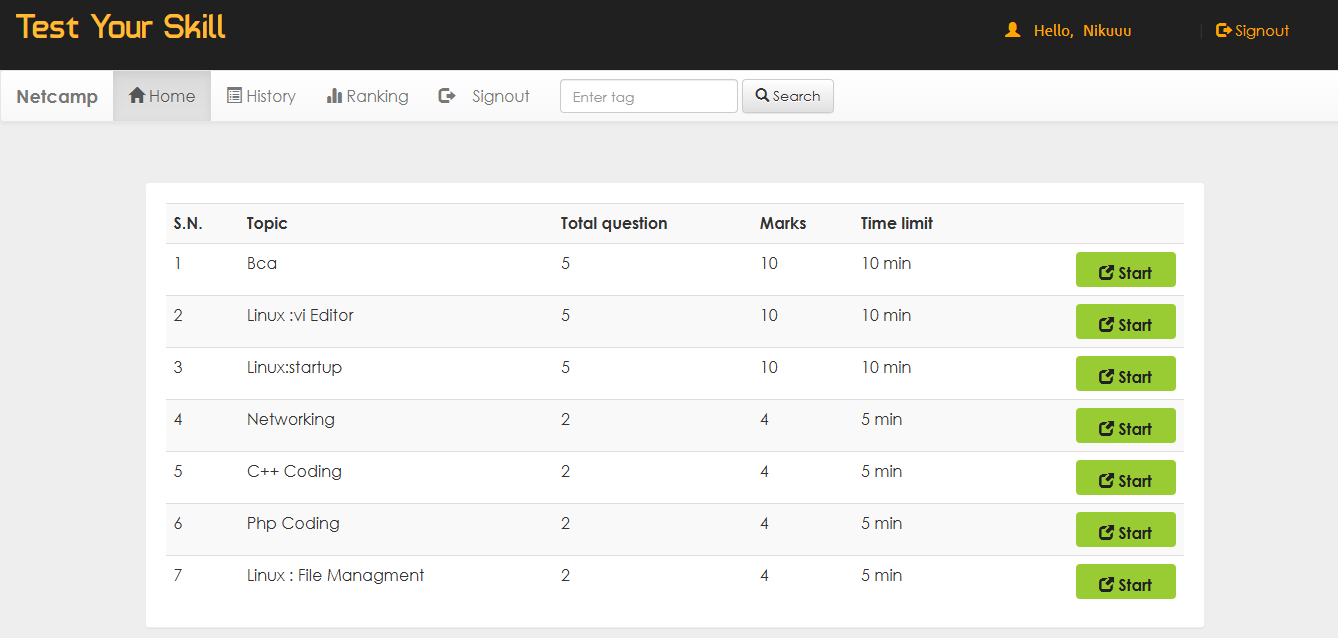 Test Your Skill
Hello, Nikuuu | Signout
Netcamp Home History Ranking Signout Enter tag Search
S.N. Topic Total question Marks Time limit
1 Bca 5 10 10 min Start
2 Linux :vi Editor 5 10 10 min Start
3 Linux:startup 5 10 10 min Start
4 Networking 2 4 5 min Start
5 C++ Coding 2 4 5 min Start
6 Php Coding 2 4 5 min Start
7 Linux : File Managment 2 4 5 min Start